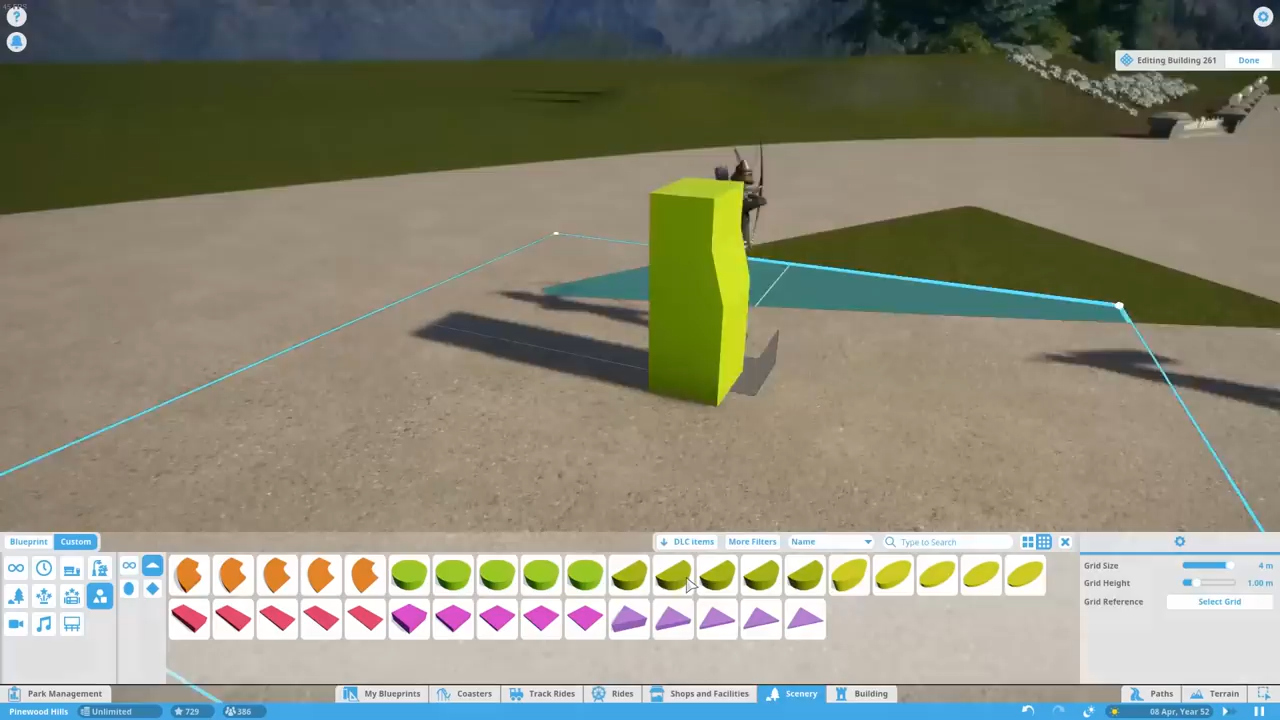 Editing Building 261 Done
Blueprint Custom
DLC items More Filters Name Type to Search
Grid Size 4 m
Grid Height 1.00 m
Grid Reference Select Grid
Park Management My Blueprints Coasters Track Rides Rides Shops and Facilities Scenery Building Paths Terrain
Pinewood Hills Unlimited 729 386 08 Apr, Year 52